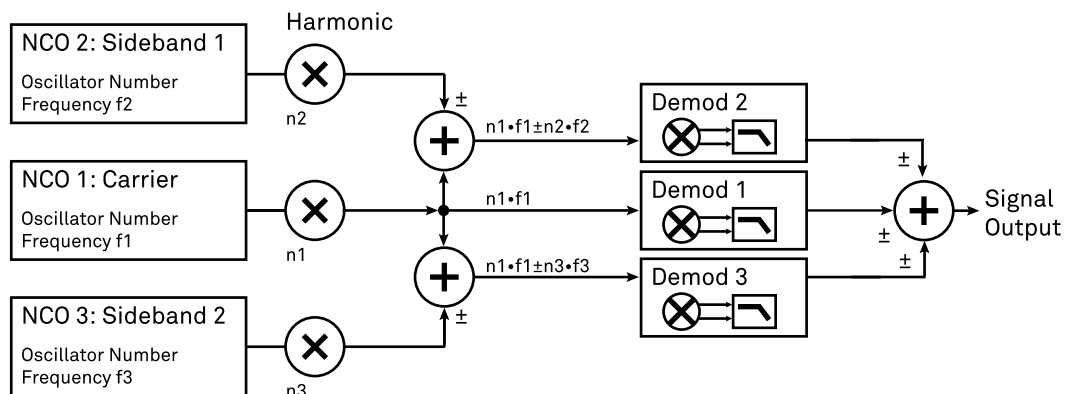 Harmonic
NCO 2: Sideband 1
Oscillator Number
Frequency f2
n2
±
n1•f1±n2•f2
Demod 2
±
NCO 1: Carrier
Oscillator Number
Frequency f1
n1
n1•f1
Demod 1
±
Signal
Output
n1•f1±n3•f3
Demod 3
±
NCO 3: Sideband 2
Oscillator Number
Frequency f3
n3
±